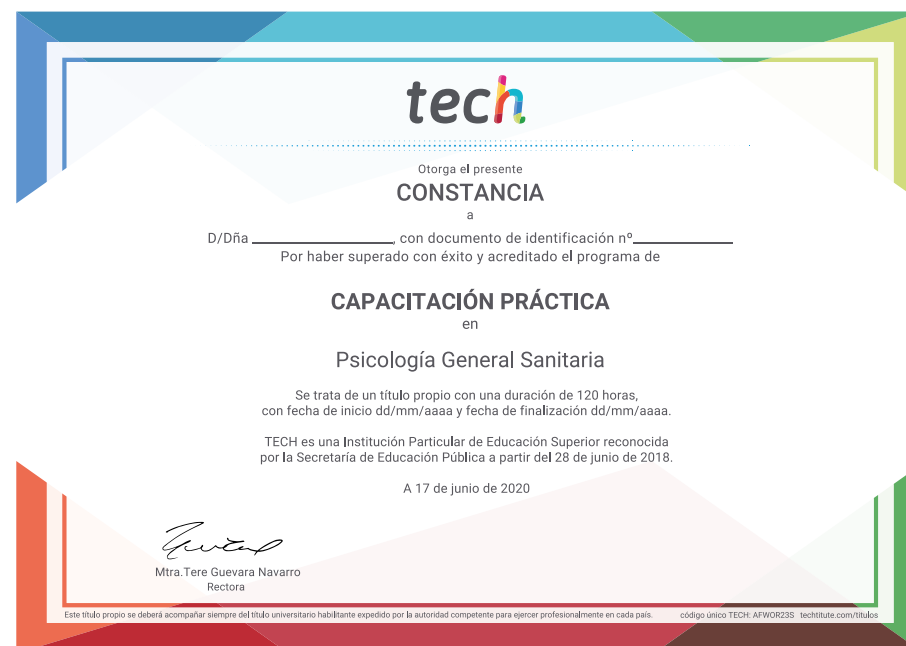 tech
Otorga el presente
CONSTANCIA
a
D/Dña ____________________, con documento de identificación nº______________
Por haber superado con éxito y acreditado el programa de
CAPACITACIÓN PRÁCTICA
en
Psicología General Sanitaria
Se trata de un título propio con una duración de 120 horas,
con fecha de inicio dd/mm/aaaa y fecha de finalización dd/mm/aaaa.
TECH es una Institución Particular de Educación Superior reconocida
por la Secretaría de Educación Pública a partir del 28 de junio de 2018.
A 17 de junio de 2020
Mtra.Tere Guevara Navarro
Rectora
Este título propio se deberá acompañar siempre del título universitario habilitante expedido por la autoridad competente para ejercer profesionalmente en cada país. código único TECH: AFWOR23S techtitute.com/titulos